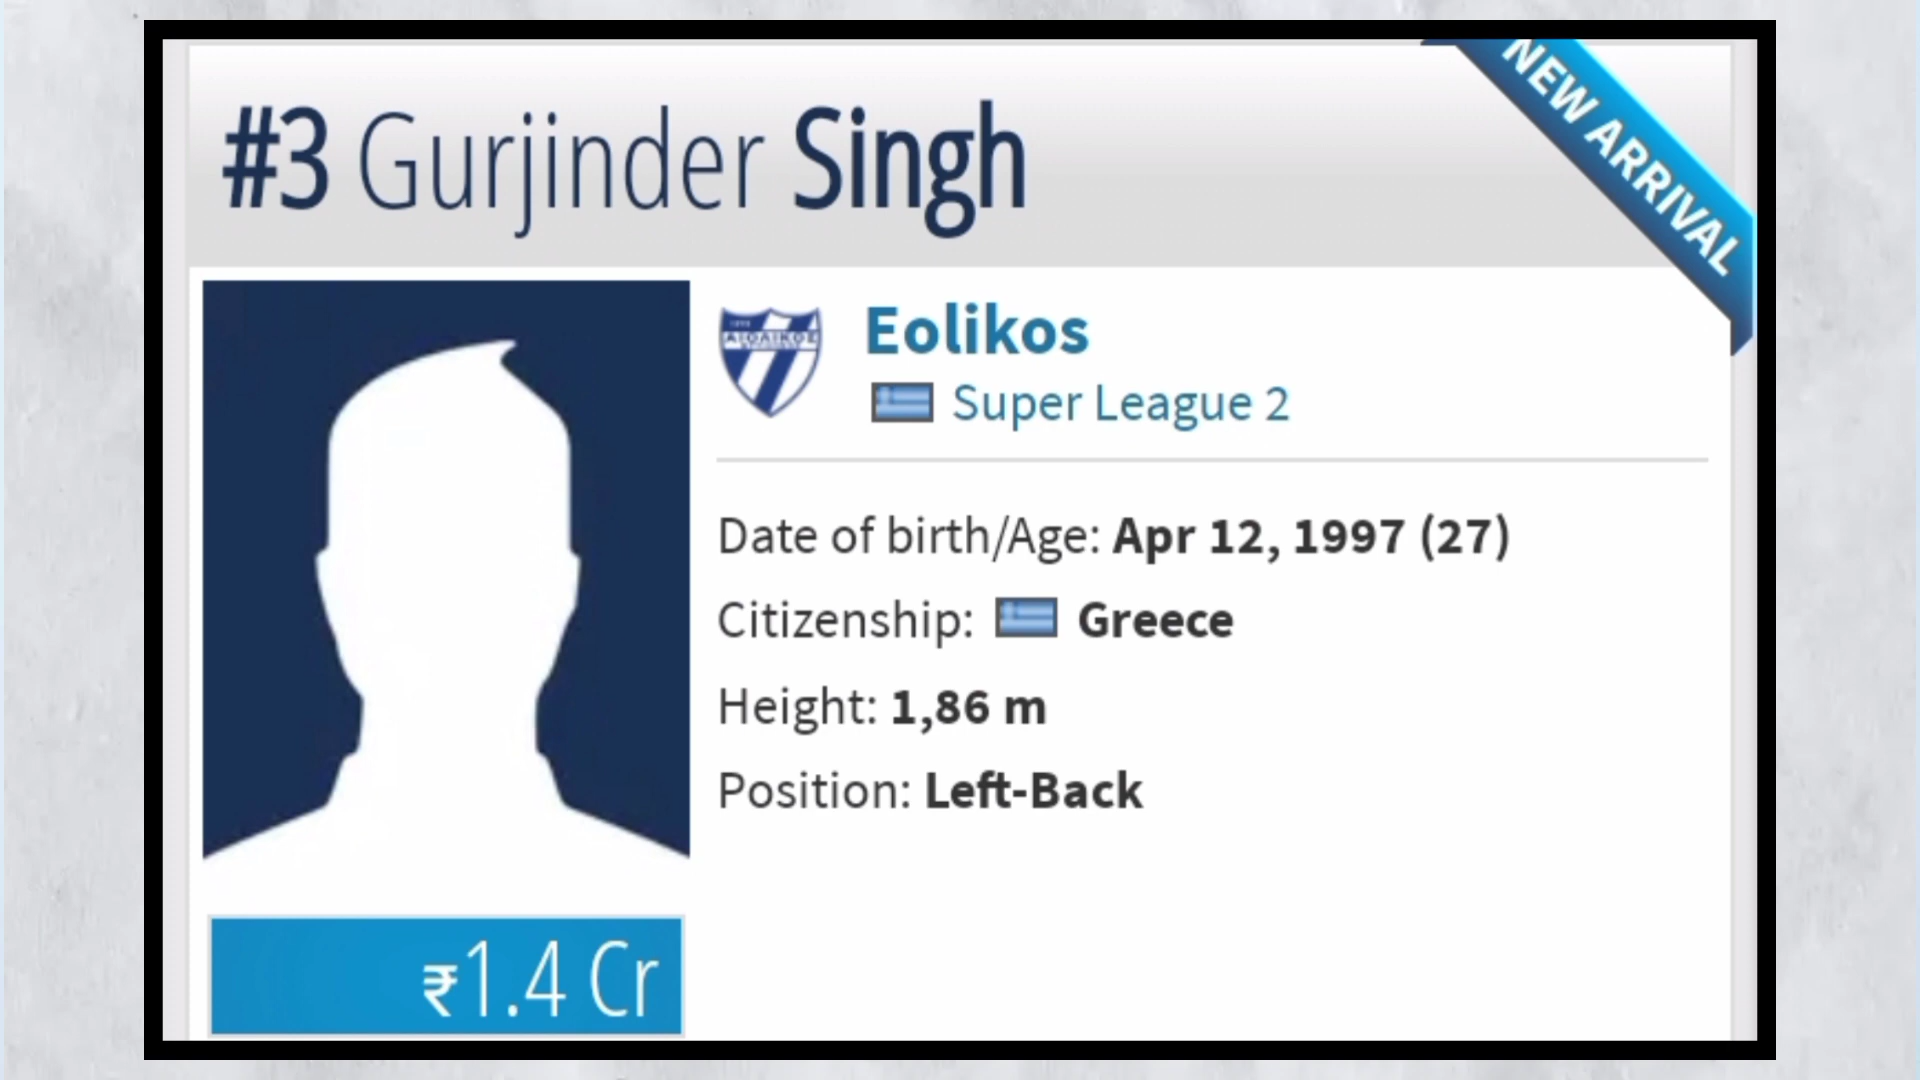 NEW ARRIVAL
#3 Gurjinder Singh
ΑΙΟΛΙΚΟΣ
Eolikos
Super League 2
Date of birth/Age: Apr 12, 1997 (27)
Citizenship: Greece
Height: 1,86 m
Position: Left-Back
₹1.4 Cr